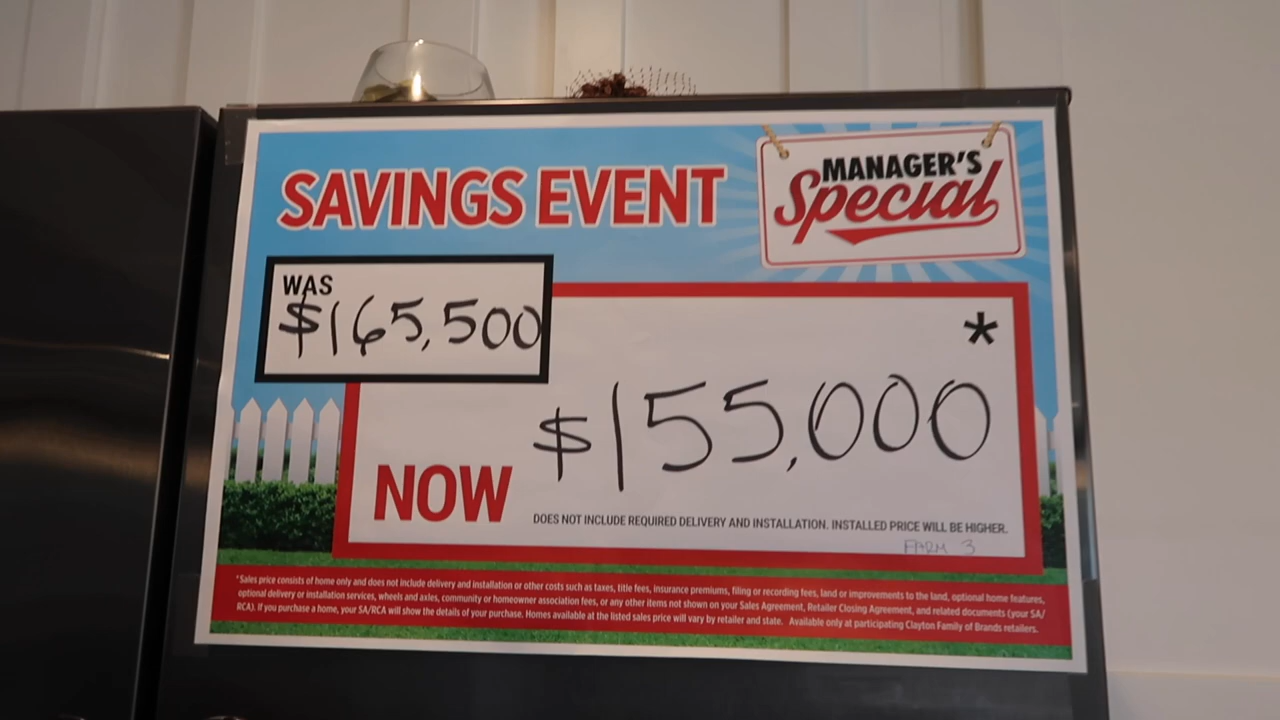 SAVINGS EVENT
MANAGER'S
Special
WAS
$165,500
*
$155,000
NOW
DOES NOT INCLUDE REQUIRED DELIVERY AND INSTALLATION. INSTALLED PRICE WILL BE HIGHER.
FARM 3
*Sales price consists of home only and does not include delivery and installation or other costs such as taxes, title fees, insurance premiums, filing or recording fees, land or improvements to the land, optional home features,
optional delivery or installation services, wheels and axles, community or homeowner association fees, or any other items not shown on your Sales Agreement, Retailer Closing Agreement, and related documents (your SA/
RCA). If you purchase a home, your SA/RCA will show the details of your purchase. Homes available at the listed sales price will vary by retailer and state. Available only at participating Clayton Family of Brands retailers.